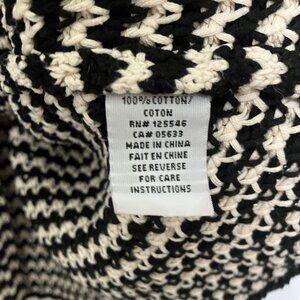 100% COTTON/
COTON
RN# 125546
CA# 05633
MADE IN CHINA
FAIT EN CHINE
SEE REVERSE
FOR CARE
INSTRUCTIONS